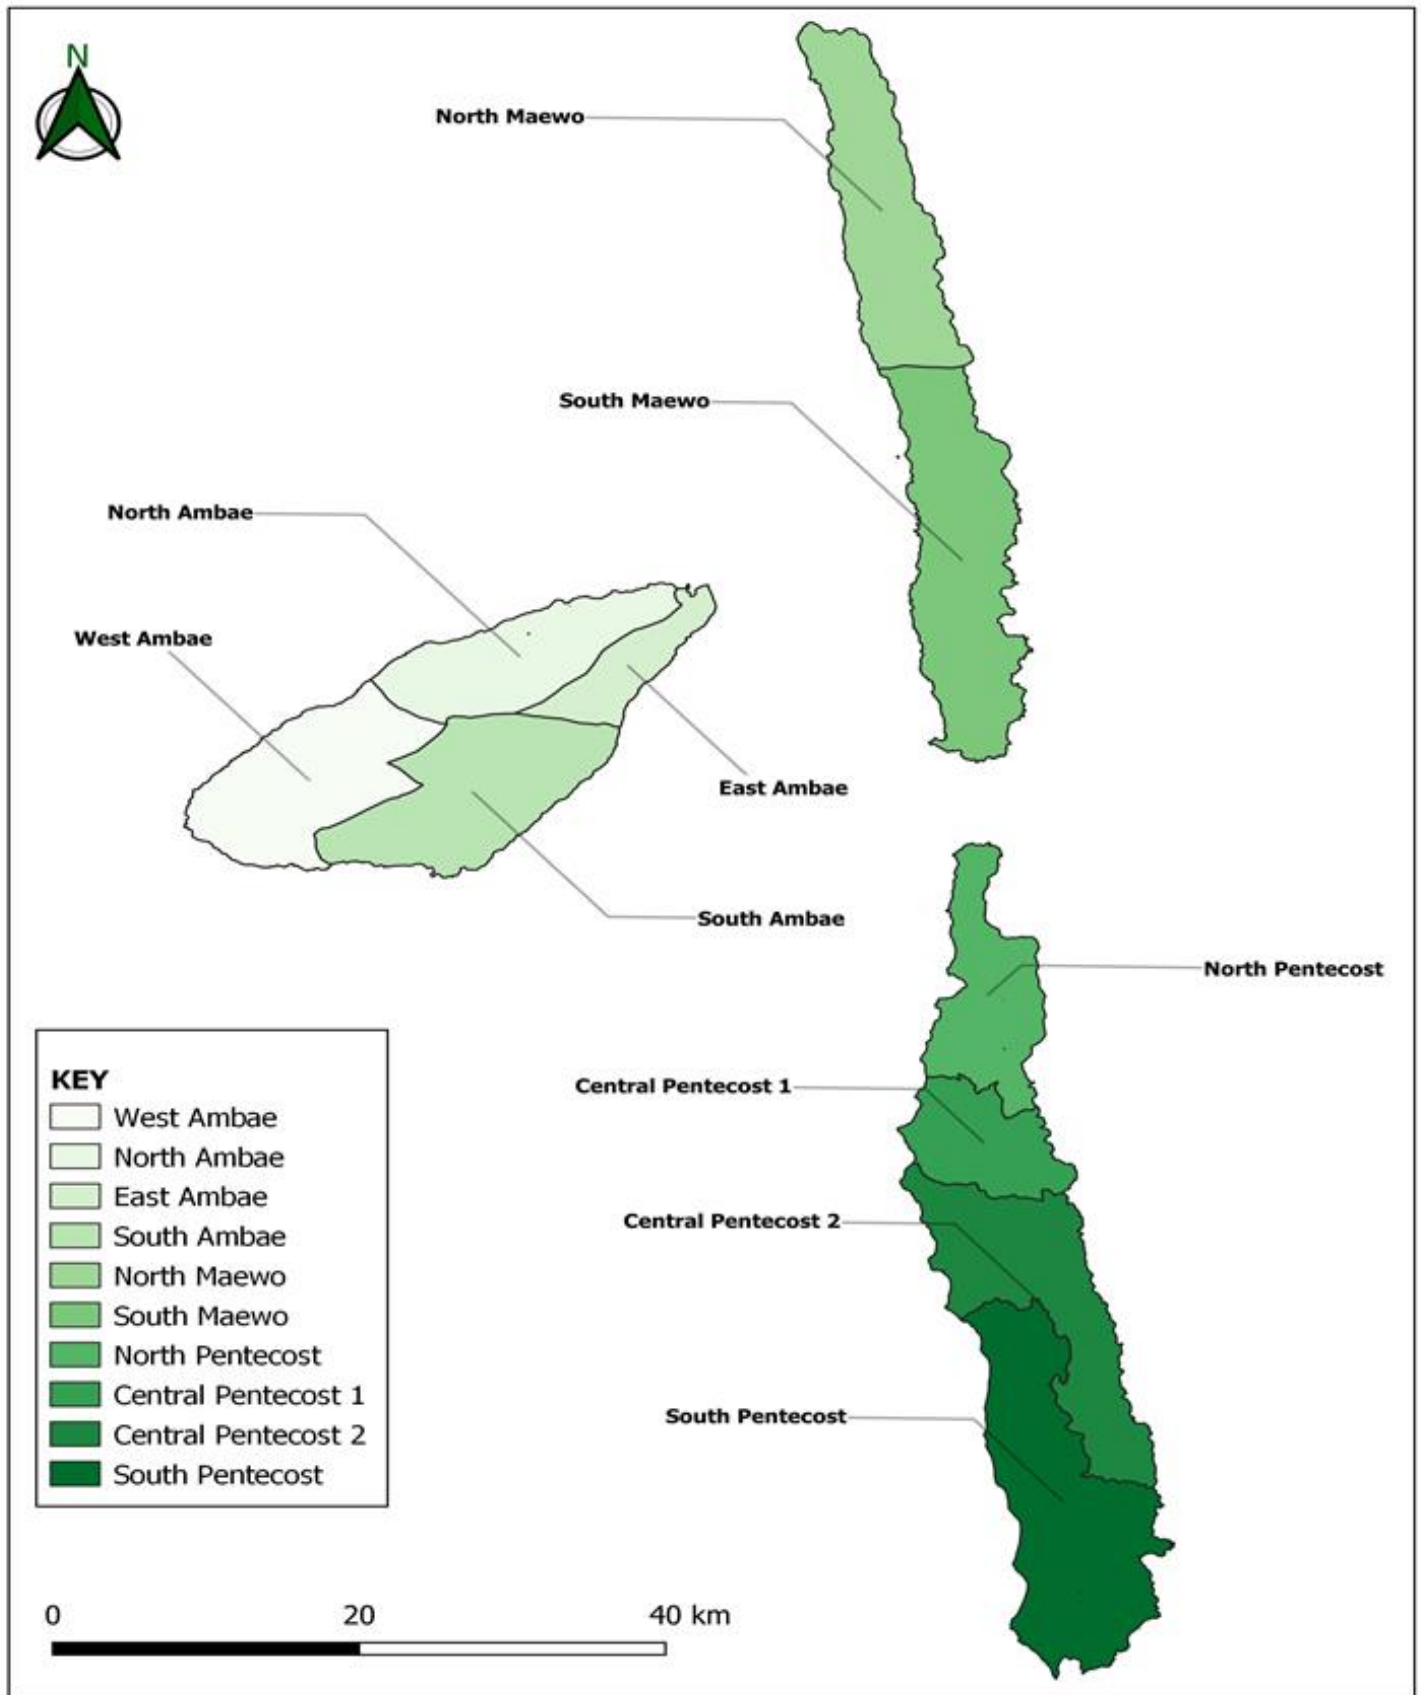 N
North Maewo
South Maewo
North Ambae
West Ambae
East Ambae
South Ambae
North Pentecost
Central Pentecost 1
Central Pentecost 2
South Pentecost
KEY
West Ambae
North Ambae
East Ambae
South Ambae
North Maewo
South Maewo
North Pentecost
Central Pentecost 1
Central Pentecost 2
South Pentecost
0 20 40 km